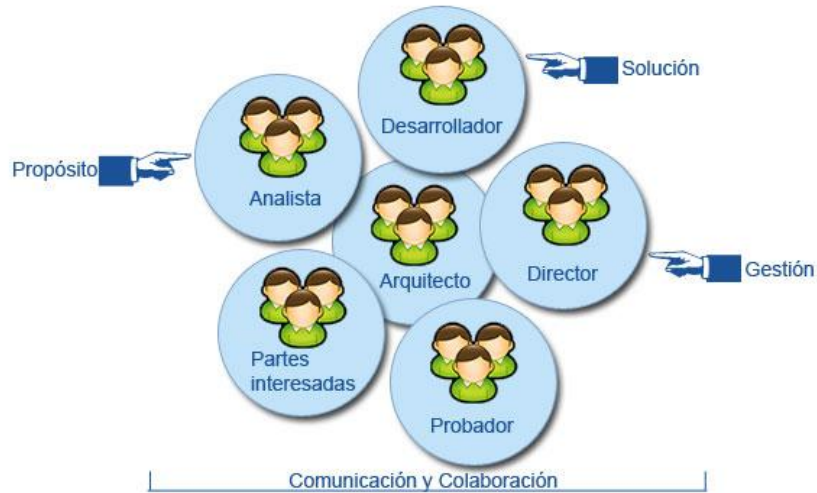 Desarrollador
Solución
Propósito
Analista
Arquitecto
Director
Gestión
Partes
interesadas
Probador
Comunicación y Colaboración